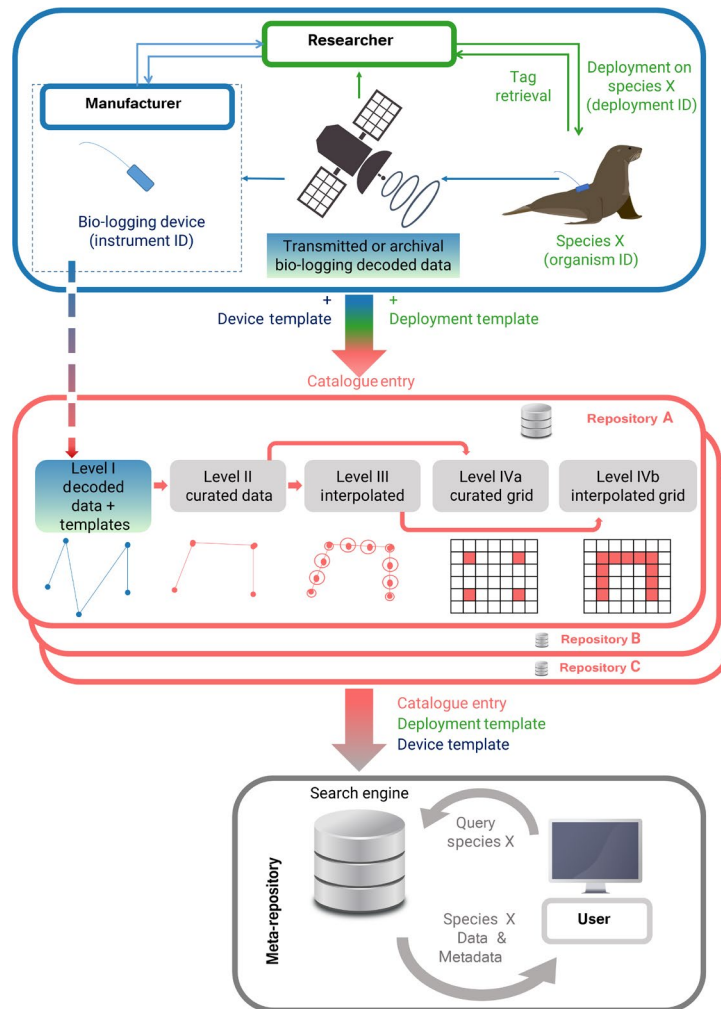 Researcher
Manufacturer
Tag
retrieval
Deployment on
species X
(deployment ID)
Bio-logging device
(instrument ID)
Transmitted or archival
bio-logging decoded data
Species X
(organism ID)
+
Device template
+
Deployment template
Catalogue entry
Repository A
Level I
decoded
data +
templates
Level II
curated data
Level III
interpolated
Level IVa
curated grid
Level IVb
interpolated grid
Repository B
Repository C
Catalogue entry
Deployment template
Device template
Meta-repository
Search engine
Query
species X
User
Species X
Data &
Metadata